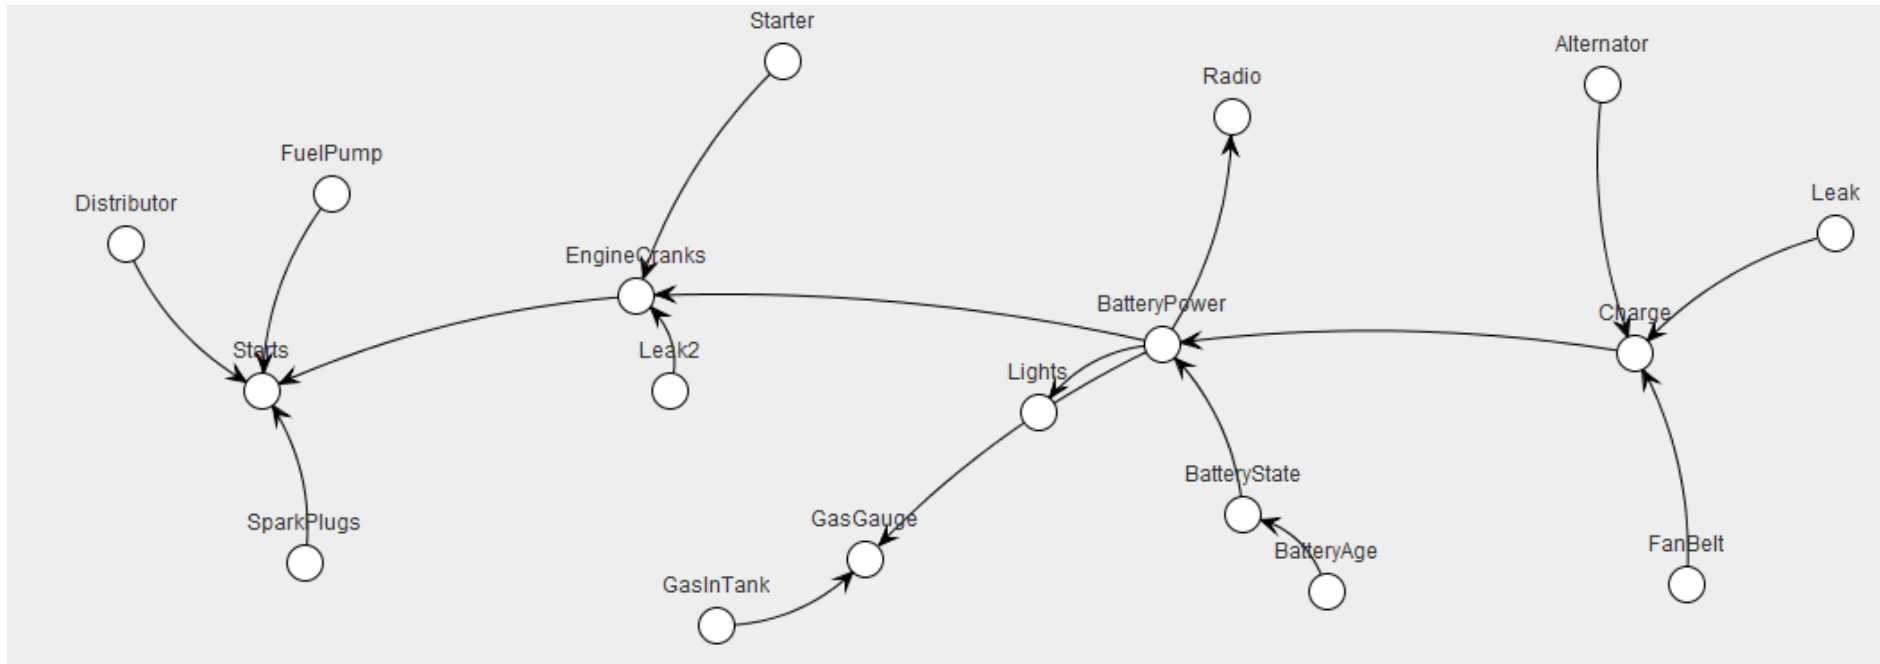 Starter
Alternator
Radio
FuelPump
Leak
Distributor
EngineCranks
BatteryPower
Charge
Starts
Leak2
Lights
BatteryState
GasGauge
SparkPlugs
BatteryAge
FanBelt
GasInTank